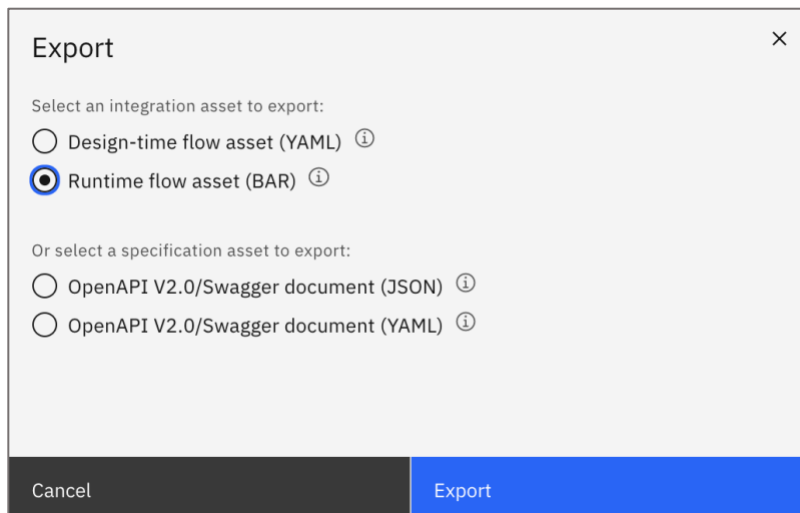 Export
Select an integration asset to export:
Design-time flow asset (YAML)
Runtime flow asset (BAR)
Or select a specification asset to export:
OpenAPI V2.0/Swagger document (JSON)
OpenAPI V2.0/Swagger document (YAML)
Cancel
Export